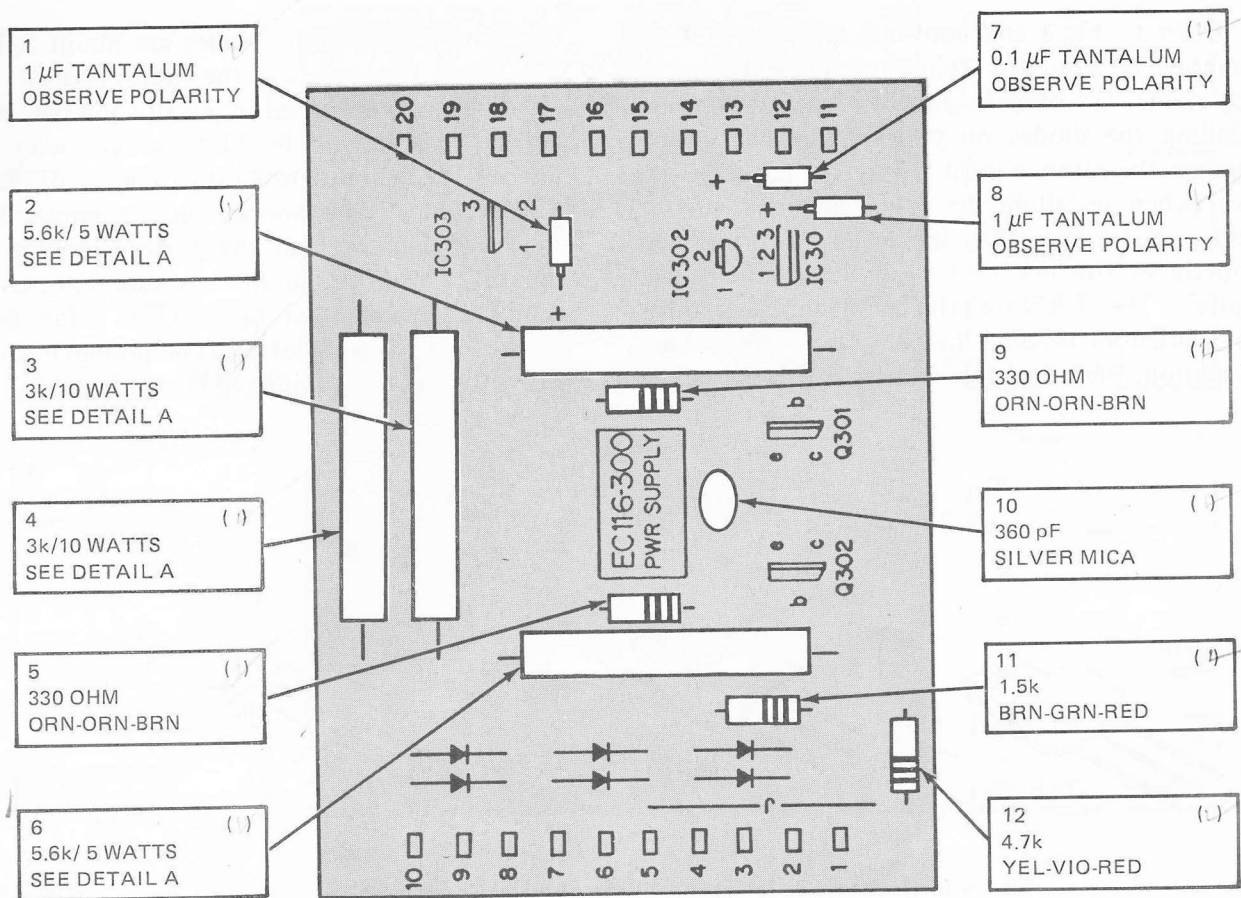 1 ( )
1 µF TANTALUM
OBSERVE POLARITY
2 ( )
5.6k/ 5 WATTS
SEE DETAIL A
3 ( )
3k/10 WATTS
SEE DETAIL A
4 ( )
3k/10 WATTS
SEE DETAIL A
5 ( )
330 OHM
ORN-ORN-BRN
6 ( )
5.6k/ 5 WATTS
SEE DETAIL A
20 19 18 17 16 15 14 13 12 11
IC303
3 2 1
+
+
+
IC302
1 2 3
1 2 3
IC30
EC116-300
PWR SUPPLY
b
e c
Q301
e c
b
Q302
10 9 8 7 6 5 4 3 2 1
7 ( )
0.1 µF TANTALUM
OBSERVE POLARITY
8 ( )
1 µF TANTALUM
OBSERVE POLARITY
9 ( )
330 OHM
ORN-ORN-BRN
10 ( )
360 pF
SILVER MICA
11 ( )
1.5k
BRN-GRN-RED
12 ( )
4.7k
YEL-VIO-RED